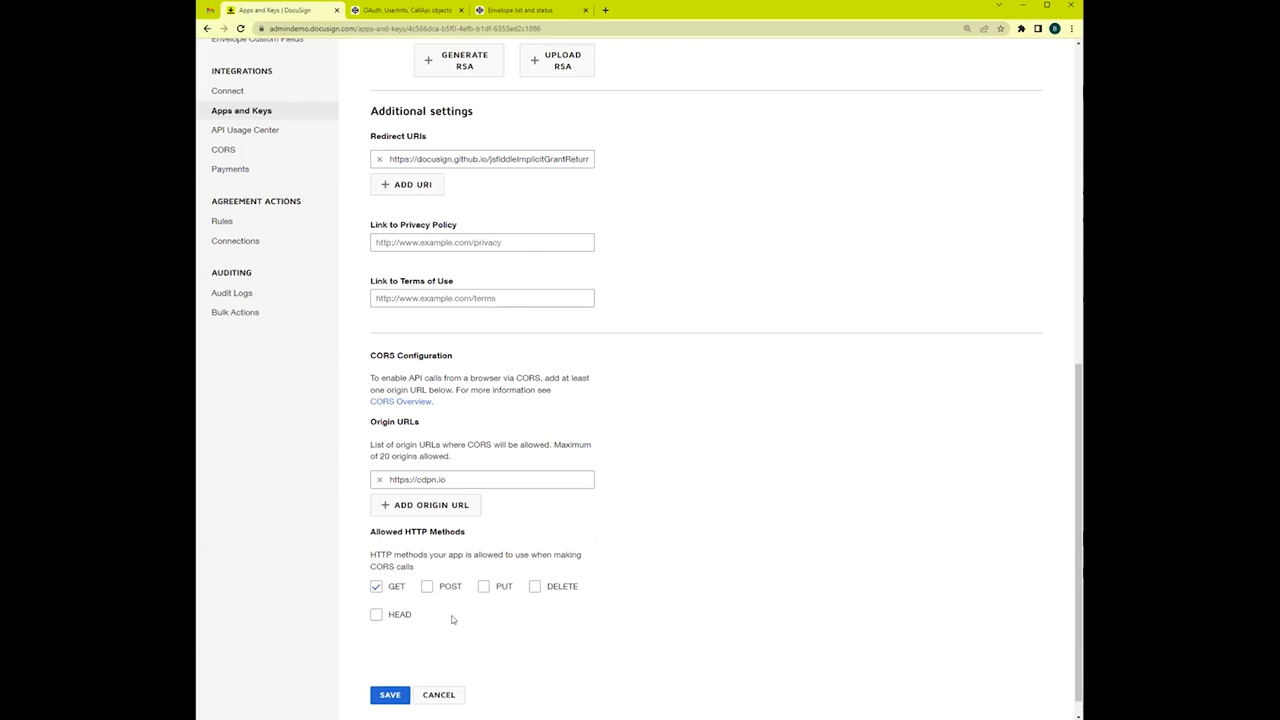 Apps and Keys | DocuSign
OAuth, UserInfo, CallApi objects
Envelope list and status
admindemo.docusign.com/apps-and-keys/4c566dca-b5f0-4efb-b1df-6353ed2c1886
Envelope Custom Fields
INTEGRATIONS
Connect
Apps and Keys
API Usage Center
CORS
Payments
AGREEMENT ACTIONS
Rules
Connections
AUDITING
Audit Logs
Bulk Actions
GENERATE
RSA
UPLOAD
RSA
Additional settings
Redirect URIs
https://docusign.github.io/jsfiddleImplicitGrantReturr
ADD URI
Link to Privacy Policy
http://www.example.com/privacy
Link to Terms of Use
http://www.example.com/terms
CORS Configuration
To enable API calls from a browser via CORS, add at least
one origin URL below. For more information see
CORS Overview.
Origin URLs
List of origin URLs where CORS will be allowed. Maximum
of 20 origins allowed.
https://cdpn.io
ADD ORIGIN URL
Allowed HTTP Methods
HTTP methods your app is allowed to use when making
CORS calls
GET POST PUT DELETE
HEAD
SAVE CANCEL